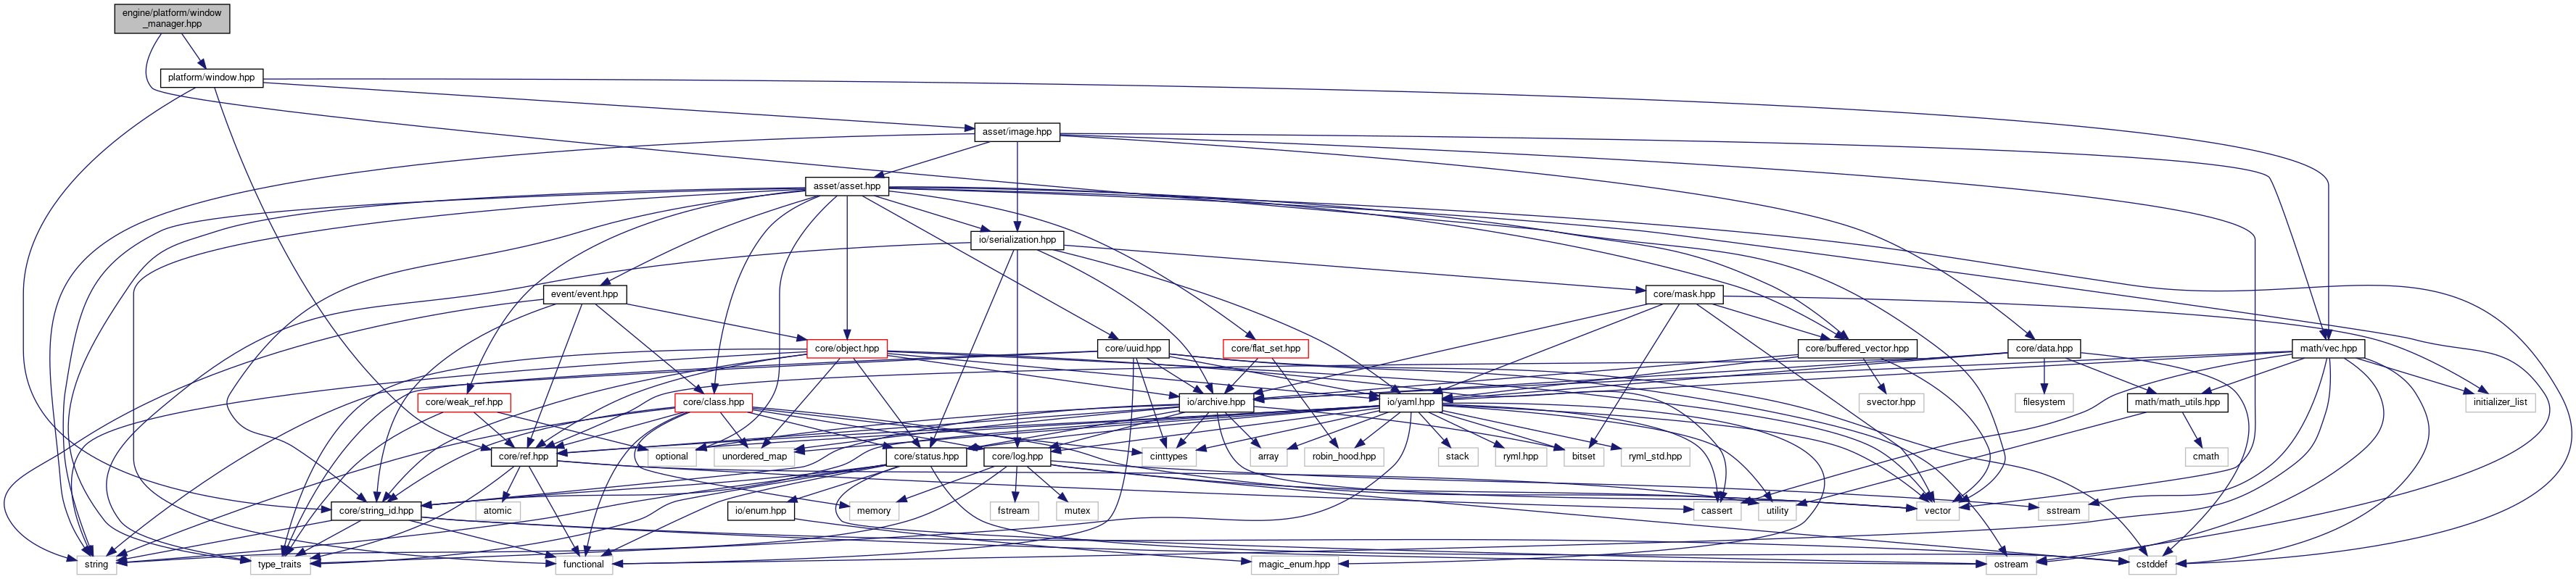 engine/platform/window
_manager.hpp
platform/window.hpp
asset/image.hpp
asset/asset.hpp
io/serialization.hpp
event/event.hpp
core/mask.hpp
core/object.hpp
core/uuid.hpp
core/flat_set.hpp
core/buffered_vector.hpp
core/data.hpp
math/vec.hpp
core/weak_ref.hpp
core/class.hpp
io/archive.hpp
io/yaml.hpp
svector.hpp
filesystem
math/math_utils.hpp
initializer_list
core/ref.hpp
optional
unordered_map
core/status.hpp
core/log.hpp
cinttypes
array
robin_hood.hpp
stack
ryml.hpp
bitset
ryml_std.hpp
cmath
core/string_id.hpp
atomic
io/enum.hpp
memory
fstream
mutex
cassert
utility
vector
sstream
string
type_traits
functional
magic_enum.hpp
ostream
cstddef